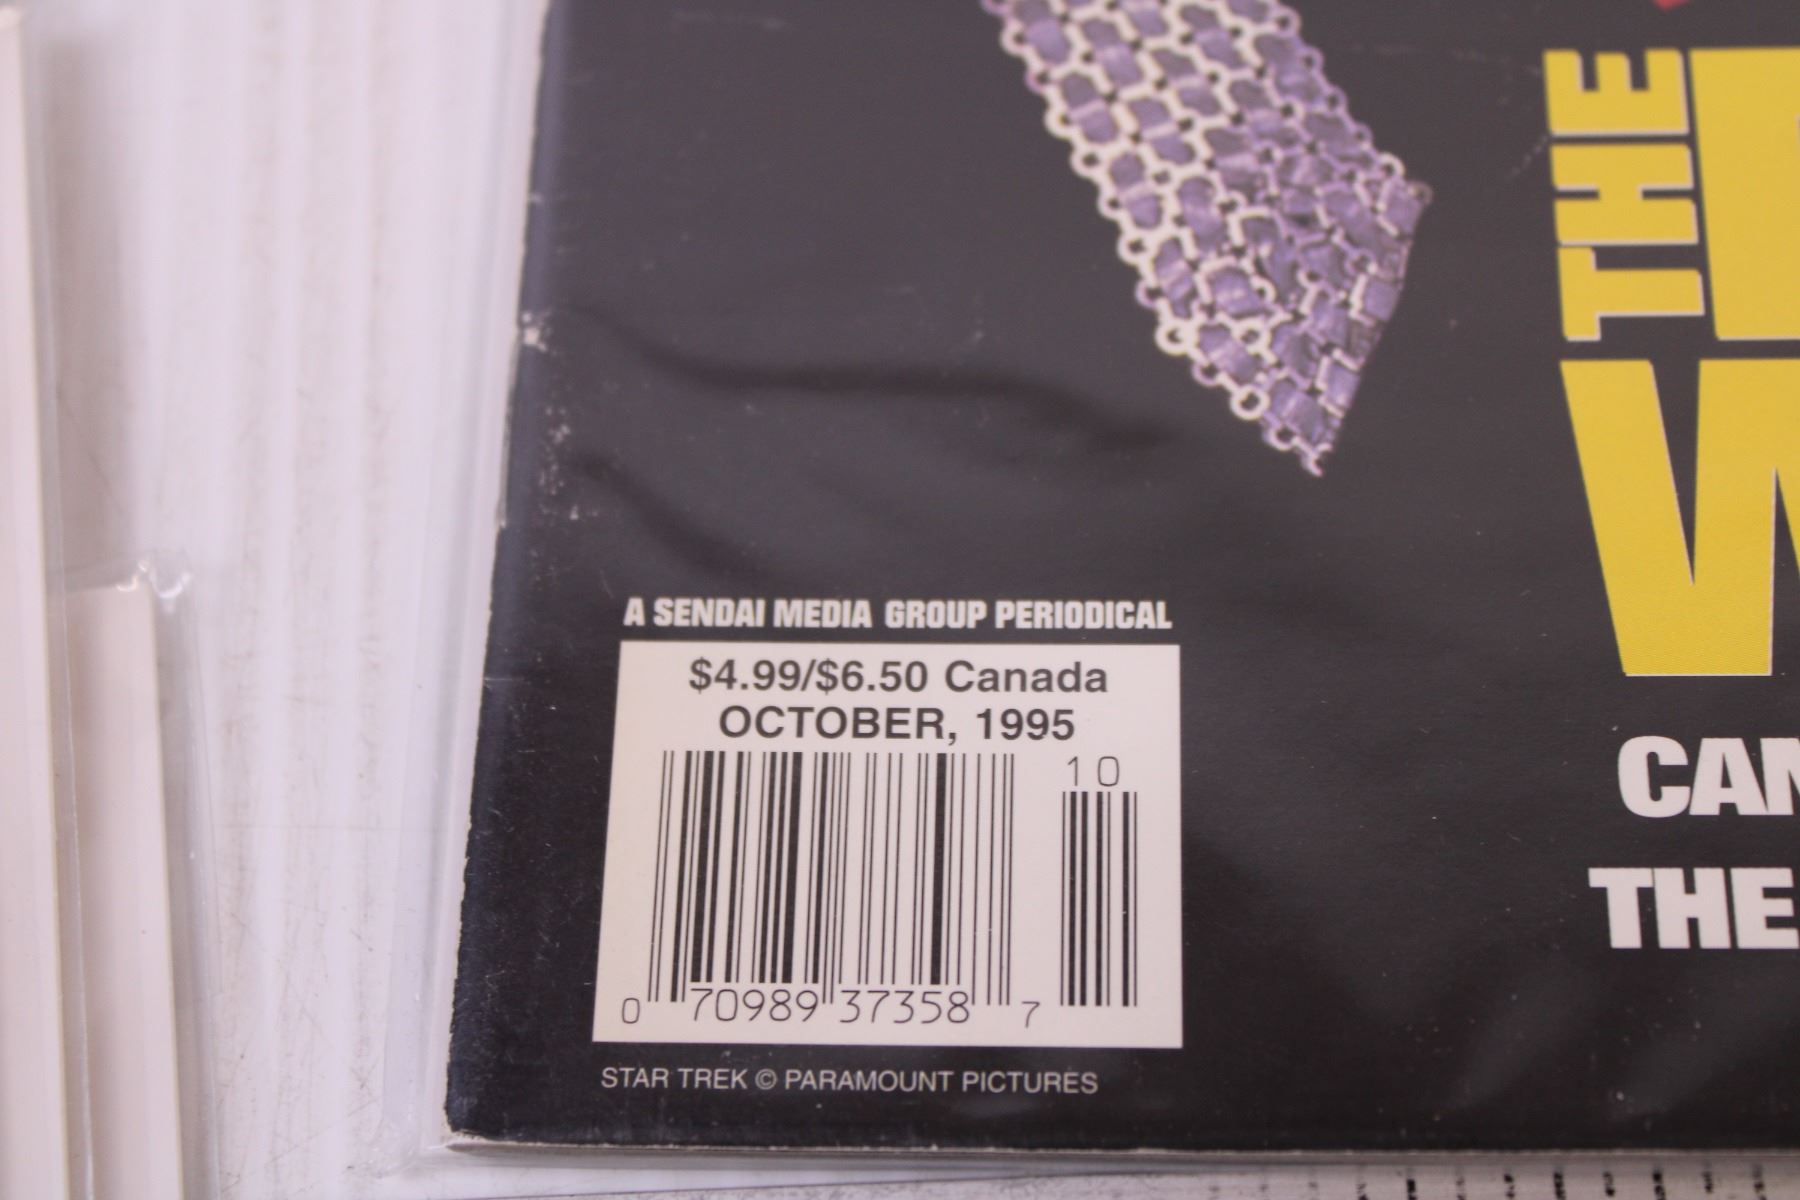 THE
W
CAN
THE
A SENDAI MEDIA GROUP PERIODICAL
$4.99/$6.50 Canada
OCTOBER, 1995
10
0 70989 37358 7
STAR TREK © PARAMOUNT PICTURES